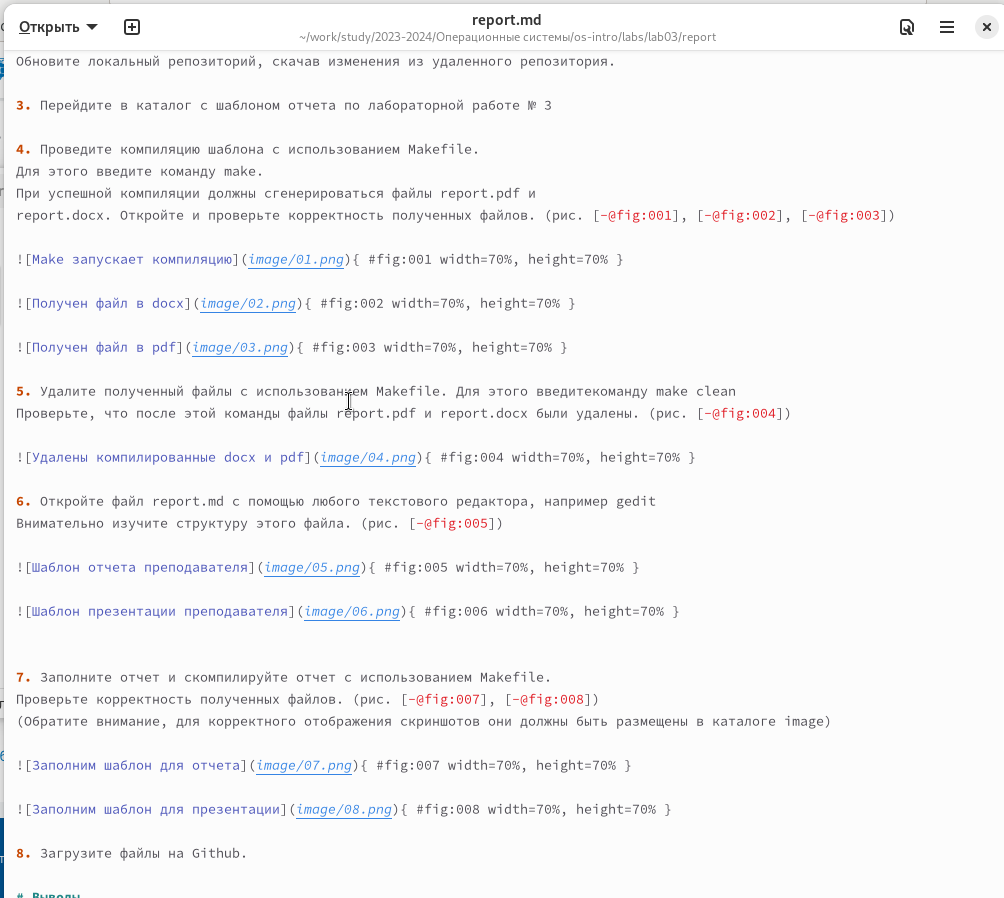 Открыть
report.md
~/work/study/2023-2024/Операционные системы/os-intro/labs/lab03/report
Обновите локальный репозиторий, скачав изменения из удаленного репозитория.
3. Перейдите в каталог с шаблоном отчета по лабораторной работе № 3
4. Проведите компиляцию шаблона с использованием Makefile.
Для этого введите команду make.
При успешной компиляции должны сгенерироваться файлы report.pdf и
report.docx. Откройте и проверьте корректность полученных файлов. (рис. [-@fig:001], [-@fig:002], [-@fig:003])
![Make запускает компиляцию](image/01.png){ #fig:001 width=70%, height=70% }
![Получен файл в docx](image/02.png){ #fig:002 width=70%, height=70% }
![Получен файл в pdf](image/03.png){ #fig:003 width=70%, height=70% }
5. Удалите полученный файлы с использованием Makefile. Для этого введитекоманду make clean
Проверьте, что после этой команды файлы report.pdf и report.docx были удалены. (рис. [-@fig:004])
![Удалены компилированные docx и pdf](image/04.png){ #fig:004 width=70%, height=70% }
6. Откройте файл report.md c помощью любого текстового редактора, например gedit
Внимательно изучите структуру этого файла. (рис. [-@fig:005])
![Шаблон отчета преподавателя](image/05.png){ #fig:005 width=70%, height=70% }
![Шаблон презентации преподавателя](image/06.png){ #fig:006 width=70%, height=70% }
7. Заполните отчет и скомпилируйте отчет с использованием Makefile.
Проверьте корректность полученных файлов. (рис. [-@fig:007], [-@fig:008])
(Обратите внимание, для корректного отображения скриншотов они должны быть размещены в каталоге image)
![Заполним шаблон для отчета](image/07.png){ #fig:007 width=70%, height=70% }
![Заполним шаблон для презентации](image/08.png){ #fig:008 width=70%, height=70% }
8. Загрузите файлы на Github.
# Выводы